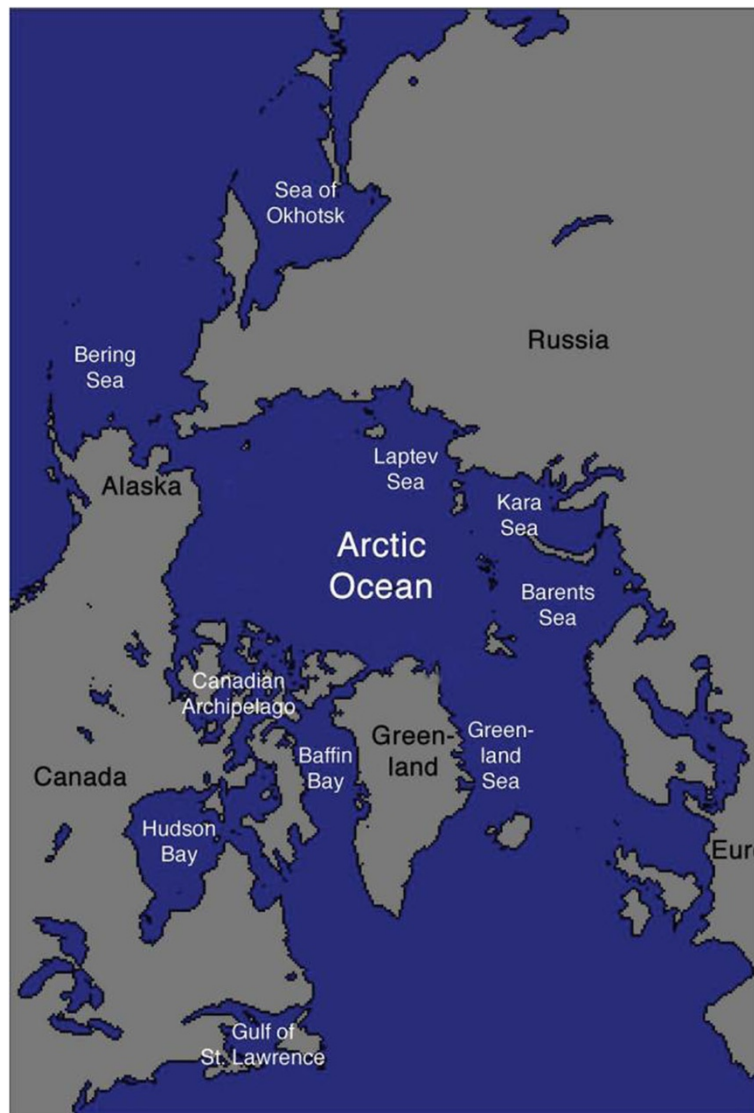 Sea of
Okhotsk
Russia
Bering
Sea
Laptev
Sea
Alaska
Kara
Sea
Arctic
Ocean
Barents
Sea
Canadian
Archipelago
Green-
land
Green-
land
Sea
Baffin
Bay
Canada
Hudson
Bay
Euro
Gulf of
St. Lawrence